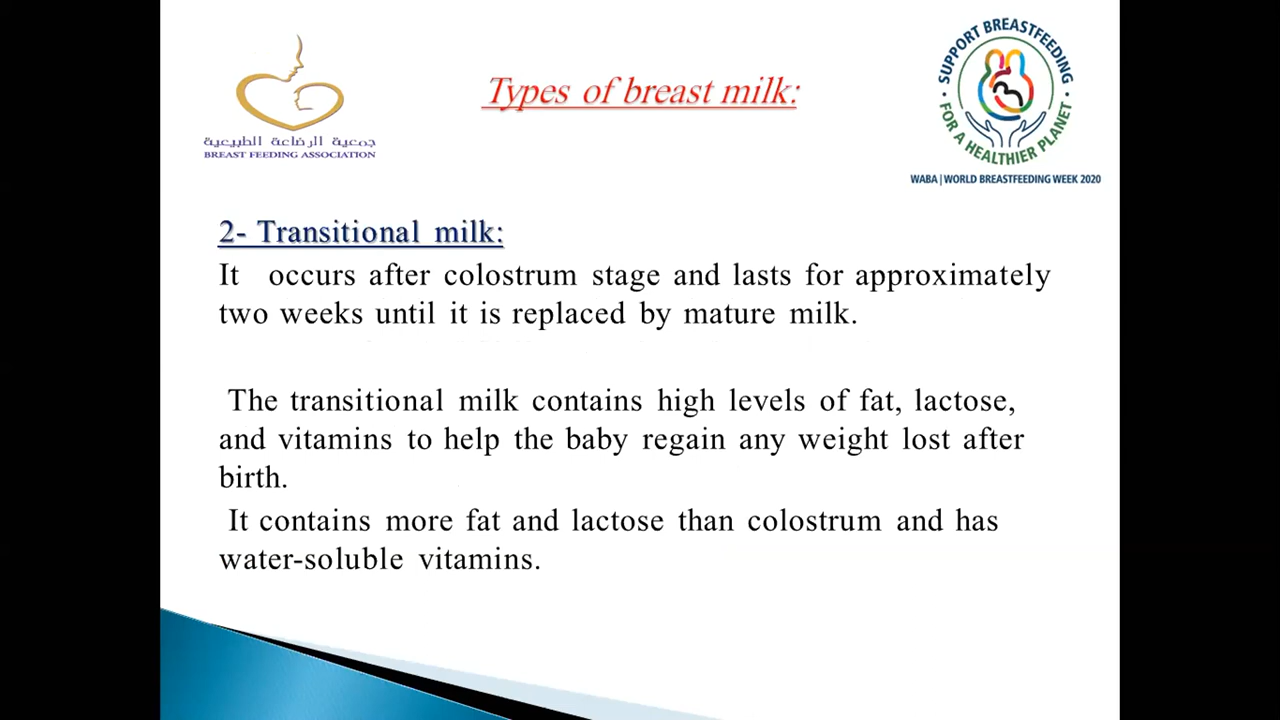 Types of breast milk:
جمعية الرضاعة الطبيعية
BREAST FEEDING ASSOCIATION
SUPPORT BREASTFEEDING
FOR A HEALTHIER PLANET
WABA | WORLD BREASTFEEDING WEEK 2020
2- Transitional milk:
It occurs after colostrum stage and lasts for approximately
two weeks until it is replaced by mature milk.
The transitional milk contains high levels of fat, lactose,
and vitamins to help the baby regain any weight lost after
birth.
It contains more fat and lactose than colostrum and has
water-soluble vitamins.